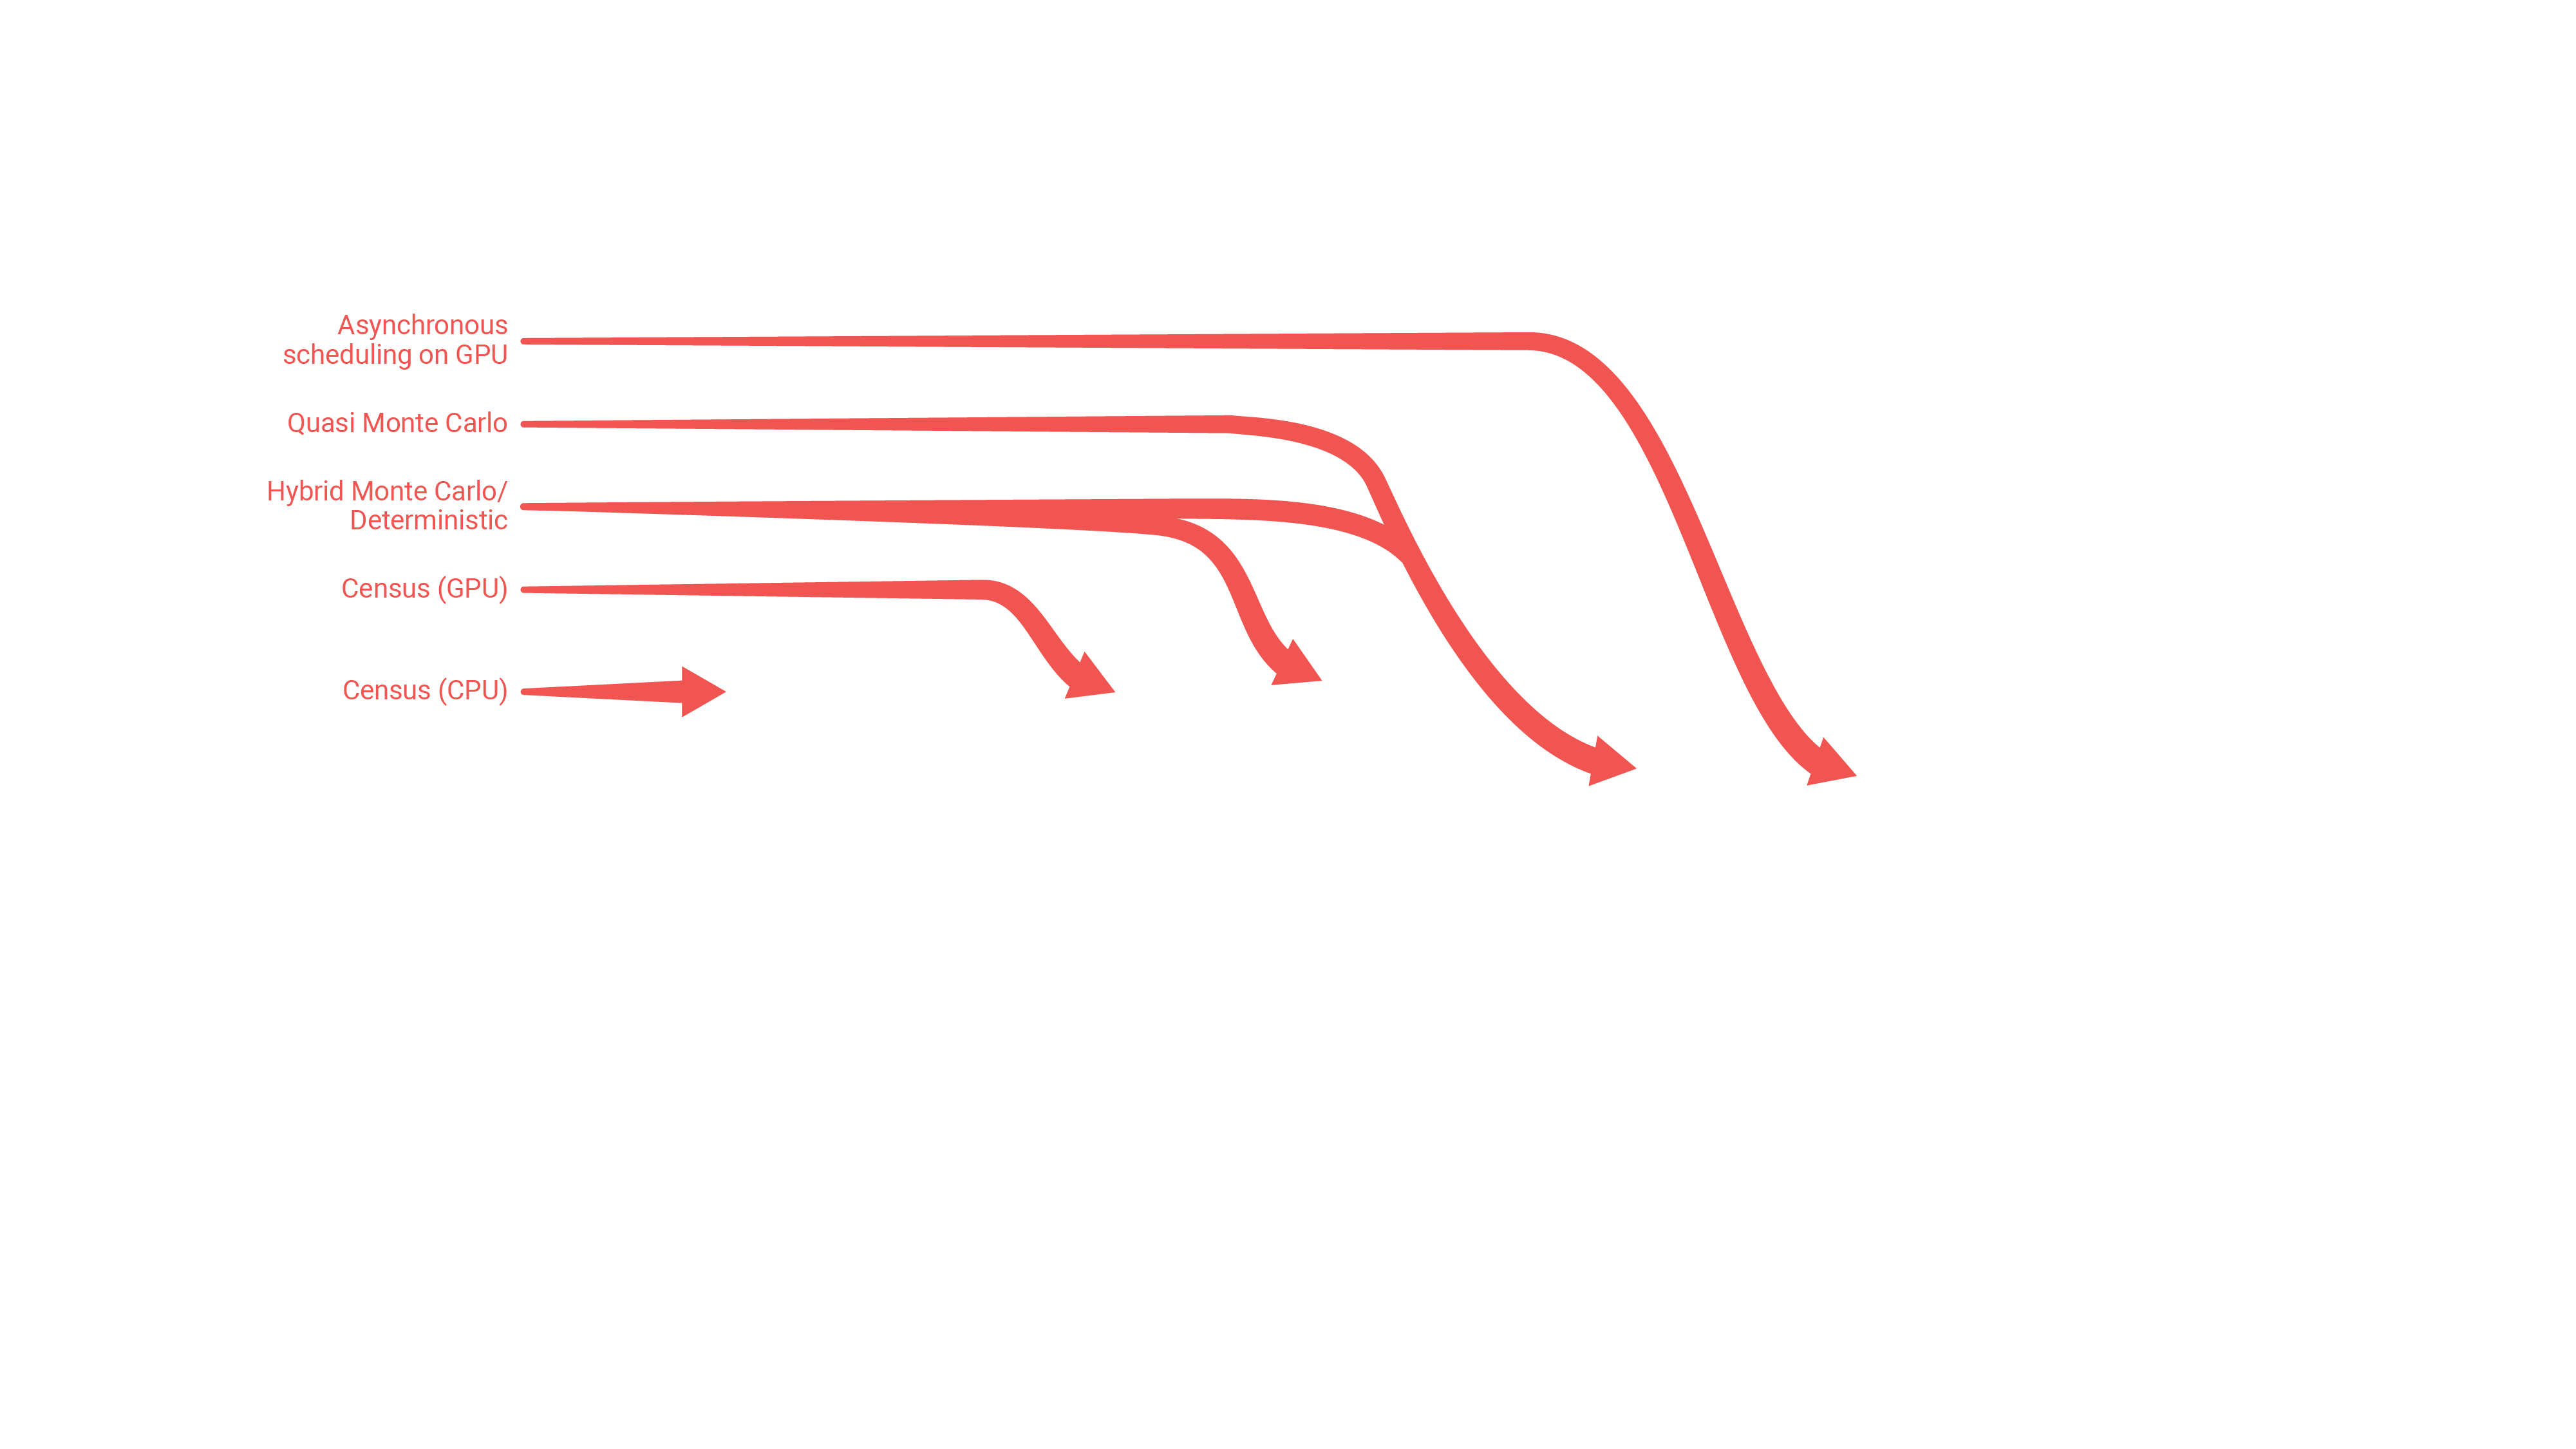 Asynchronous
scheduling on GPU
Quasi Monte Carlo
Hybrid Monte Carlo/
Deterministic
Census (GPU)
Census (CPU)